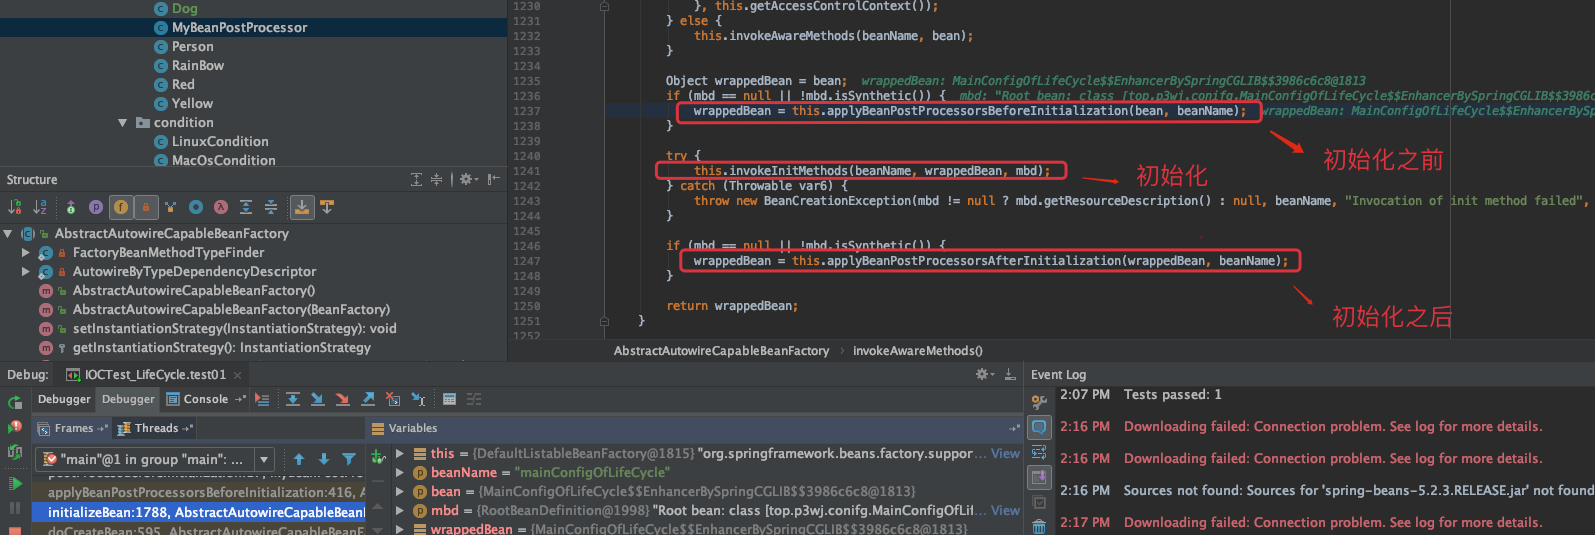 Dog
MyBeanPostProcessor
Person
RainBow
Red
Yellow
condition
LinuxCondition
MacOsCondition
Structure
AbstractAutowireCapableBeanFactory
FactoryBeanMethodTypeFinder
AutowireByTypeDependencyDescriptor
AbstractAutowireCapableBeanFactory()
AbstractAutowireCapableBeanFactory(BeanFactory)
setInstantiationStrategy(InstantiationStrategy): void
getInstantiationStrategy(): InstantiationStrategy
1230 }, this.getAccessControlContext());
1231 } else {
1232 this.invokeAwareMethods(beanName, bean);
1233 }
1234
1235 Object wrappedBean = bean; wrappedBean: MainConfigOfLifeCycle$$EnhancerBySpringCGLIB$$3986c6c8@1813
1236 if (mbd == null || !mbd.isSynthetic()) { mbd: "Root bean: class [top.p3wj.conifg.MainConfigOfLifeCycle$$EnhancerBySpringCGLIB$$3986
1237 wrappedBean = this.applyBeanPostProcessorsBeforeInitialization(bean, beanName); wrappedBean: MainConfigOfLifeCycle$$EnhancerBySp
1238 }
1239
初始化之前
1240 try {
1241 this.invokeInitMethods(beanName, wrappedBean, mbd);
初始化
1242 } catch (Throwable var6) {
1243 throw new BeanCreationException(mbd != null ? mbd.getResourceDescription() : null, beanName, "Invocation of init method failed",
1244 }
1245
1246 if (mbd == null || !mbd.isSynthetic()) {
1247 wrappedBean = this.applyBeanPostProcessorsAfterInitialization(wrappedBean, beanName);
1248 }
1249
初始化之后
1250 return wrappedBean;
1251 }
1252
AbstractAutowireCapableBeanFactory › invokeAwareMethods()
Debug: IOCTest_LifeCycle.test01 ×
Debugger Debugger Console
Frames Threads
"main"@1 in group "main": ...
applyBeanPostProcessorsBeforeInitialization:416, A
initializeBean:1788, AbstractAutowireCapableBeanF
doCreateBean:595, AbstractAutowireCapableBeanF
Variables
this = {DefaultListableBeanFactory@1815} "org.springframework.beans.factory.suppor... View
beanName = "mainConfigOfLifeCycle"
bean = {MainConfigOfLifeCycle$$EnhancerBySpringCGLIB$$3986c6c8@1813}
mbd = {RootBeanDefinition@1998} "Root bean: class [top.p3wj.conifg.MainConfigOfLif... View
wrappedBean = {MainConfigOfLifeCycle$$EnhancerBySpringCGLIB$$3986c6c8@1813}
Event Log
2:07 PM Tests passed: 1
2:16 PM Downloading failed: Connection problem. See log for more details.
2:16 PM Downloading failed: Connection problem. See log for more details.
2:16 PM Sources not found: Sources for 'spring-beans-5.2.3.RELEASE.jar' not found
2:17 PM Downloading failed: Connection problem. See log for more details.